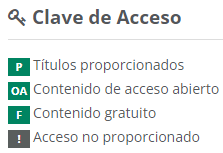 Clave de Acceso
P Títulos proporcionados
OA Contenido de acceso abierto
F Contenido gratuito
! Acceso no proporcionado